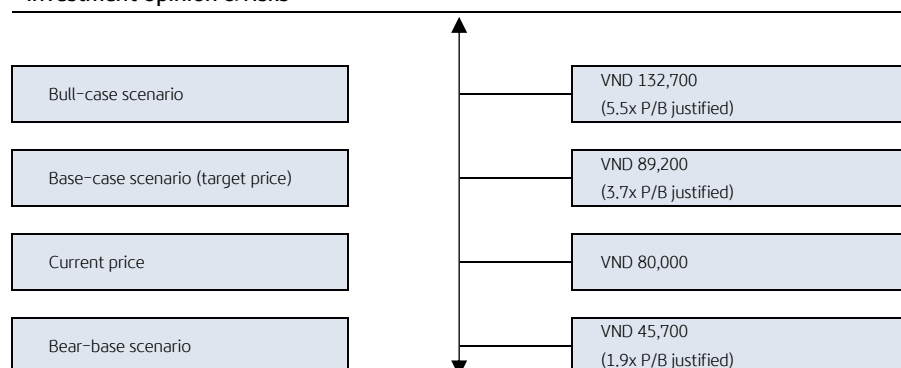 Investment opinion & risks
Bull-case scenario
VND 132,700
(5.5x P/B justified)
Base-case scenario (target price)
VND 89,200
(3.7x P/B justified)
Current price
VND 80,000
Bear-base scenario
VND 45,700
(1.9x P/B justified)